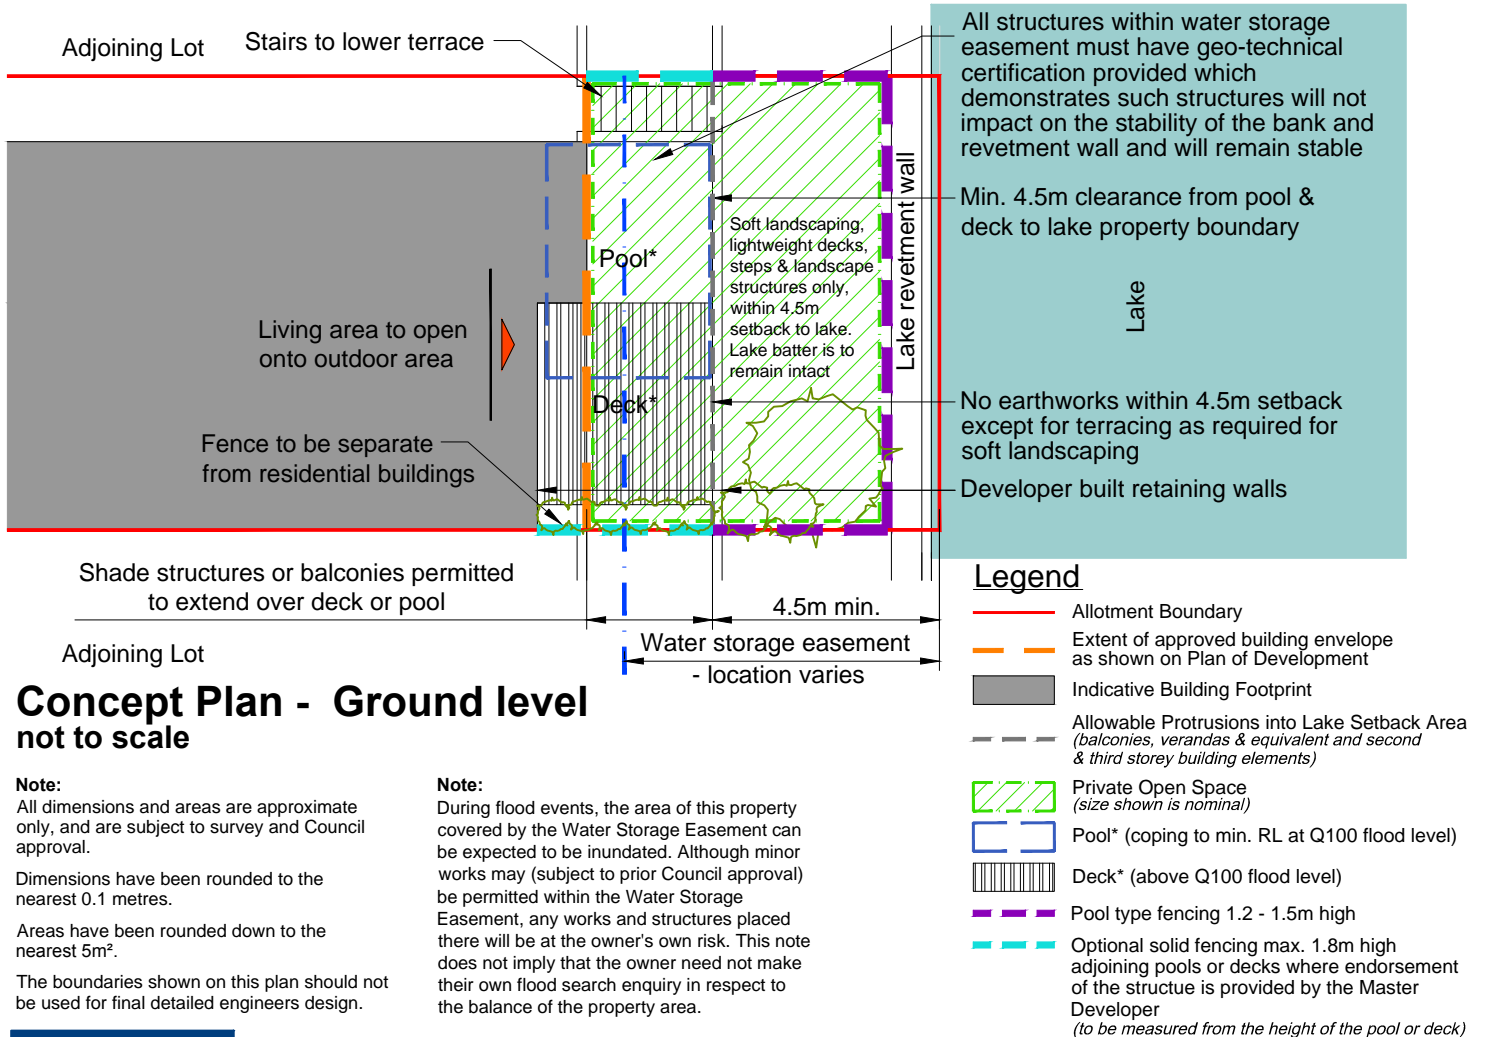 Adjoining Lot
Stairs to lower terrace
All structures within water storage
easement must have geo-technical
certification provided which
demonstrates such structures will not
impact on the stability of the bank and
revetment wall and will remain stable
Min. 4.5m clearance from pool &
deck to lake property boundary
Lake revetment wall
Soft landscaping,
lightweight decks,
steps & landscape
structures only,
within 4.5m
setback to lake.
Lake batter is to
remain intact
Pool*
Lake
Living area to open
onto outdoor area
Deck*
No earthworks within 4.5m setback
except for terracing as required for
soft landscaping
Fence to be separate
from residential buildings
Developer built retaining walls
Shade structures or balconies permitted
to extend over deck or pool
4.5m min.
Water storage easement
- location varies
Adjoining Lot
Concept Plan - Ground level
not to scale
Note:
All dimensions and areas are approximate
only, and are subject to survey and Council
approval.
Dimensions have been rounded to the
nearest 0.1 metres.
Areas have been rounded down to the
nearest 5m².
The boundaries shown on this plan should not
be used for final detailed engineers design.
Note:
During flood events, the area of this property
covered by the Water Storage Easement can
be expected to be inundated. Although minor
works may (subject to prior Council approval)
be permitted within the Water Storage
Easement, any works and structures placed
there will be at the owner's own risk. This note
does not imply that the owner need not make
their own flood search enquiry in respect to
the balance of the property area.
Legend
Allotment Boundary
Extent of approved building envelope
as shown on Plan of Development
Indicative Building Footprint
Allowable Protrusions into Lake Setback Area
(balconies, verandas & equivalent and second
& third storey building elements)
Private Open Space
(size shown is nominal)
Pool* (coping to min. RL at Q100 flood level)
Deck* (above Q100 flood level)
Pool type fencing 1.2 - 1.5m high
Optional solid fencing max. 1.8m high
adjoining pools or decks where endorsement
of the structue is provided by the Master
Developer
(to be measured from the height of the pool or deck)